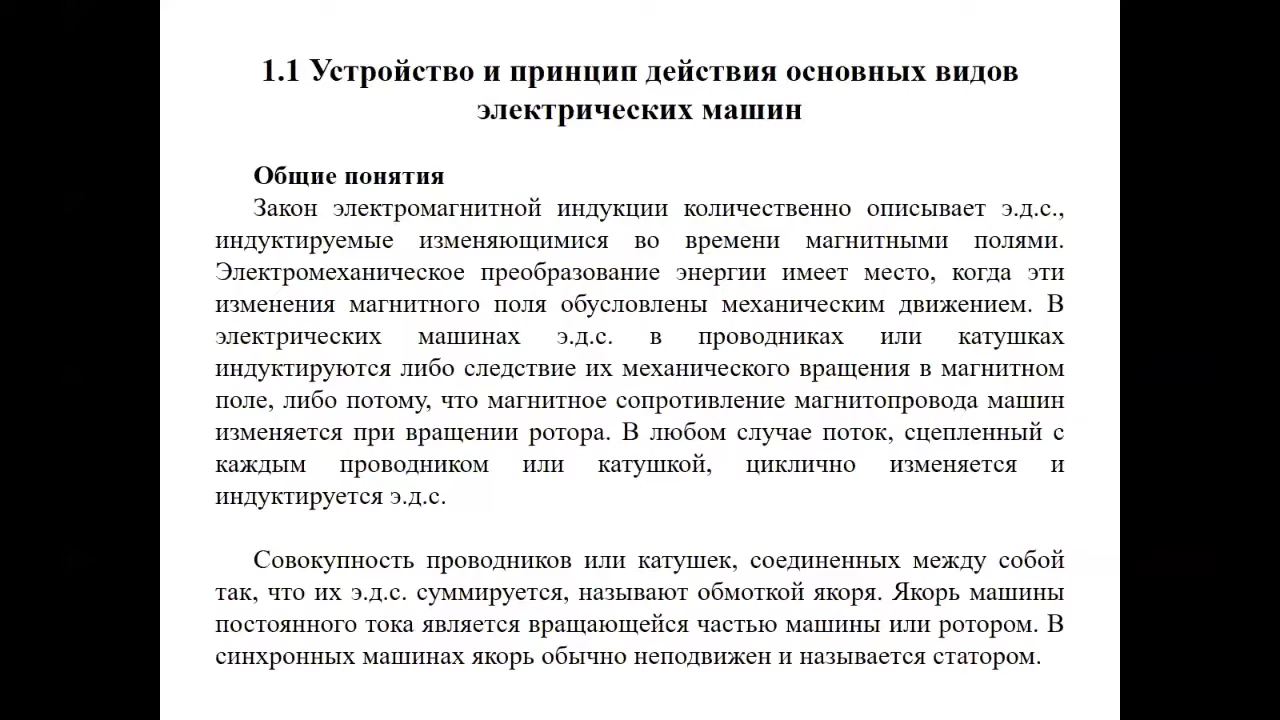 1.1 Устройство и принцип действия основных видов
электрических машин
Общие понятия
Закон электромагнитной индукции количественно описывает э.д.с.,
индуктируемые изменяющимися во времени магнитными полями.
Электромеханическое преобразование энергии имеет место, когда эти
изменения магнитного поля обусловлены механическим движением. В
электрических машинах э.д.с. в проводниках или катушках
индуктируются либо следствие их механического вращения в магнитном
поле, либо потому, что магнитное сопротивление магнитопровода машин
изменяется при вращении ротора. В любом случае поток, сцепленный с
каждым проводником или катушкой, циклично изменяется и
индуктируется э.д.с.
Совокупность проводников или катушек, соединенных между собой
так, что их э.д.с. суммируется, называют обмоткой якоря. Якорь машины
постоянного тока является вращающейся частью машины или ротором. В
синхронных машинах якорь обычно неподвижен и называется статором.